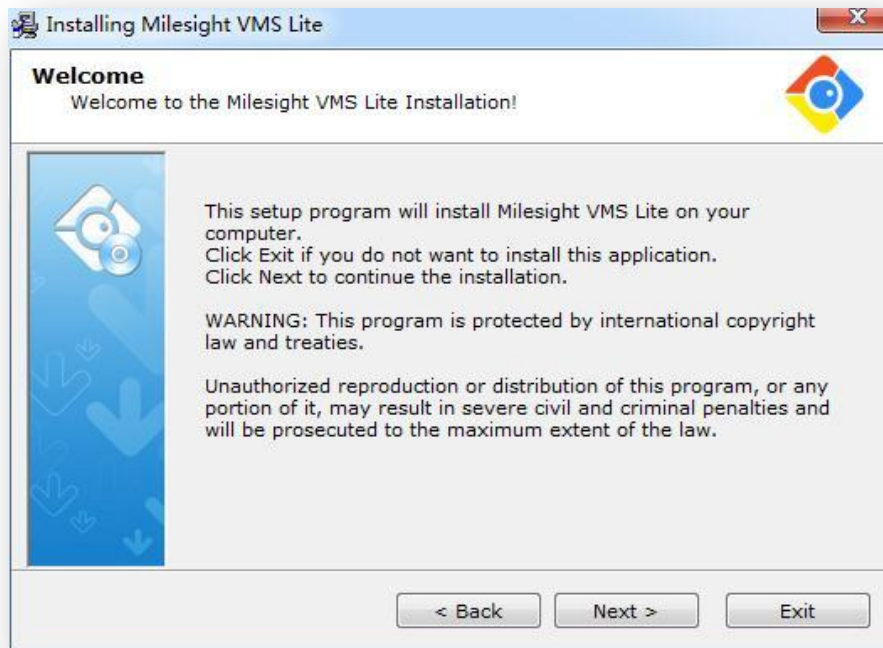 Installing Milesight VMS Lite
Welcome
Welcome to the Milesight VMS Lite Installation!
This setup program will install Milesight VMS Lite on your
computer.
Click Exit if you do not want to install this application.
Click Next to continue the installation.
WARNING: This program is protected by international copyright
law and treaties.
Unauthorized reproduction or distribution of this program, or any
portion of it, may result in severe civil and criminal penalties and
will be prosecuted to the maximum extent of the law.
< Back Next > Exit